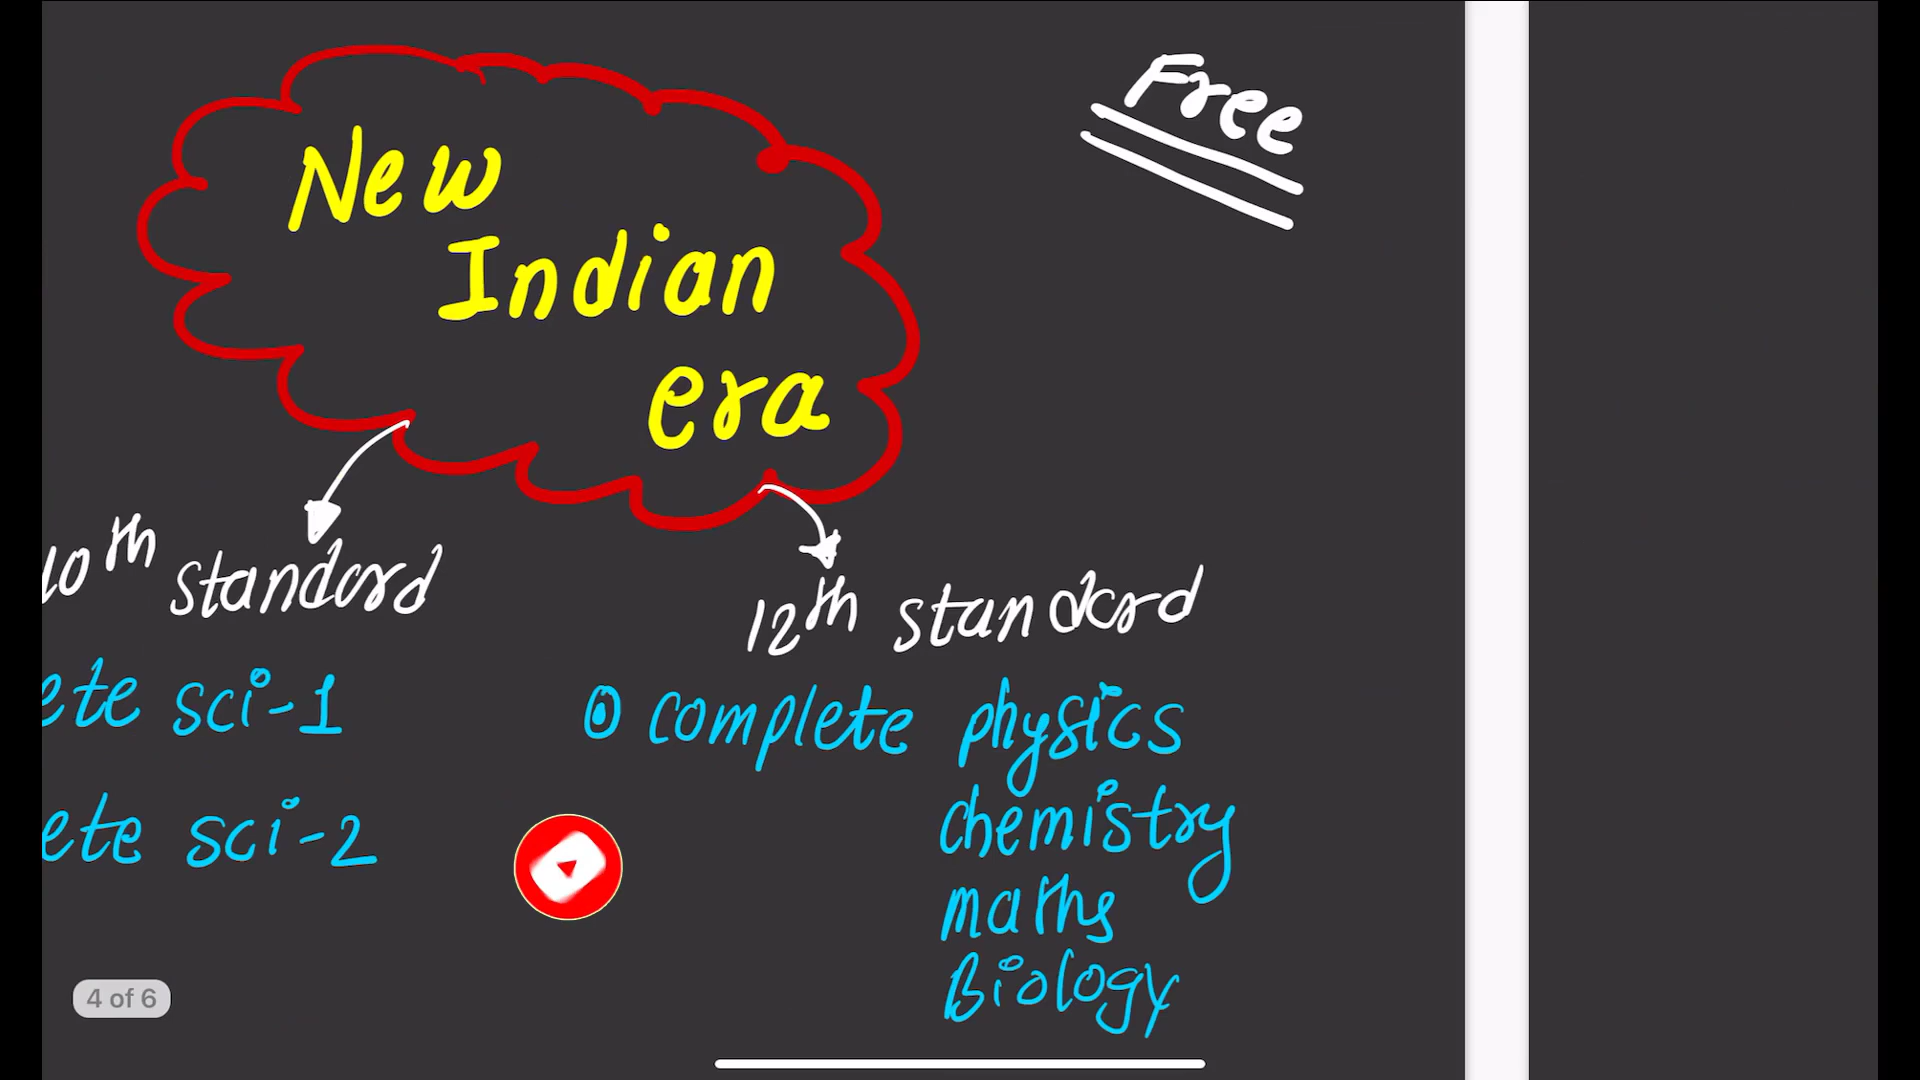 Free
New
Indian
era
10th standard
12th standard
ete sci-1
complete physics
ete sci-2
chemistry
maths
Biology
4 of 6